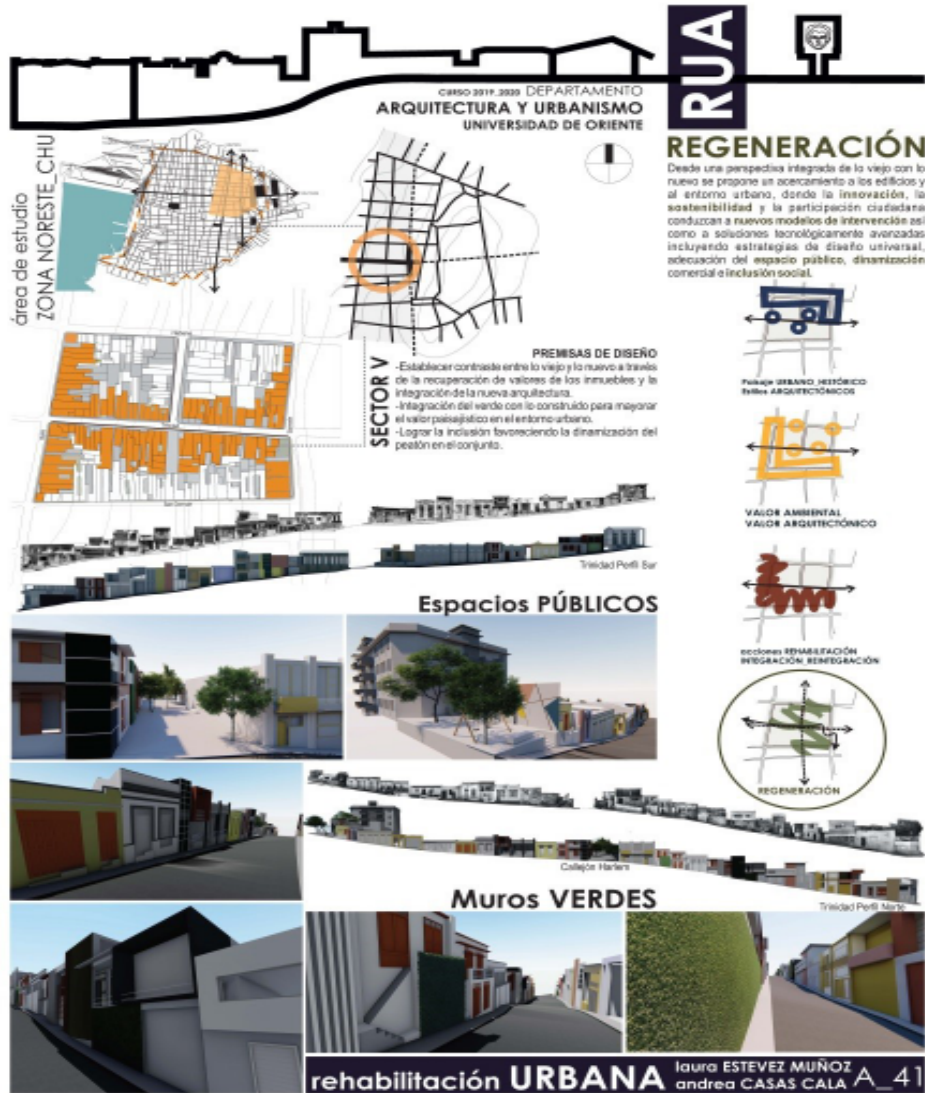 RUA
CURSO 2019_2020 DEPARTAMENTO
ARQUITECTURA Y URBANISMO
UNIVERSIDAD DE ORIENTE
REGENERACIÓN
Desde una perspectiva integrada de lo viejo con lo
nuevo se propone un acercamiento a los edificios y
al entorno urbano, donde la innovación, la
sostenibilidad y la participación ciudadana
conduzcan a nuevos modelos de intervención así
como a soluciones tecnológicamente avanzadas
incluyendo estrategias de diseño universal,
adecuación del espacio público, dinamización
comercial e inclusión social.
área de estudio
ZONA NORESTE_CHU
SECTOR V
PREMISAS DE DISEÑO
-Establecer contraste entre lo viejo y lo nuevo a través
de la recuperación de valores de los inmuebles y la
integración de la nueva arquitectura.
-Integración del verde con lo construido para mayorar
el valor paisajístico en el entorno urbano.
-Lograr la inclusión favoreciendo la dinamización del
peatón en el conjunto.
Paisaje URBANO_HISTÓRICO
Estilos ARQUITECTÓNICOS
VALOR AMBIENTAL
VALOR ARQUITECTÓNICO
acciones REHABILITACIÓN
INTEGRACIÓN_REINTEGRACIÓN
REGENERACIÓN
Trinidad Perfil Sur
Espacios PÚBLICOS
Callejón Harlem
Trinidad Perfil Norte
Muros VERDES
rehabilitación URBANA
laura ESTEVEZ MUÑOZ
andrea CASAS CALA
A_41